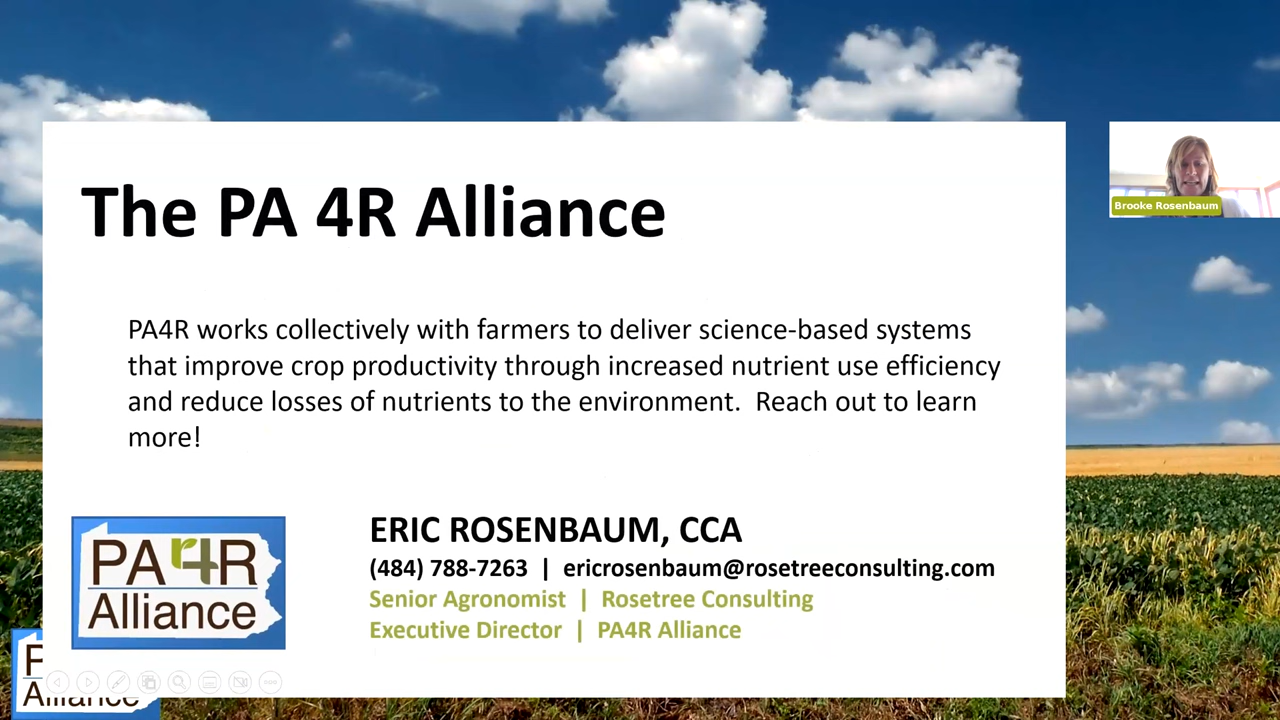 The PA 4R Alliance
Brooke Rosenbaum
PA4R works collectively with farmers to deliver science-based systems
that improve crop productivity through increased nutrient use efficiency
and reduce losses of nutrients to the environment.  Reach out to learn
more!
PA4R
Alliance
ERIC ROSENBAUM, CCA
(484) 788-7263 | ericrosenbaum@rosetreeconsulting.com
Senior Agronomist | Rosetree Consulting
Executive Director | PA4R Alliance
Alliance